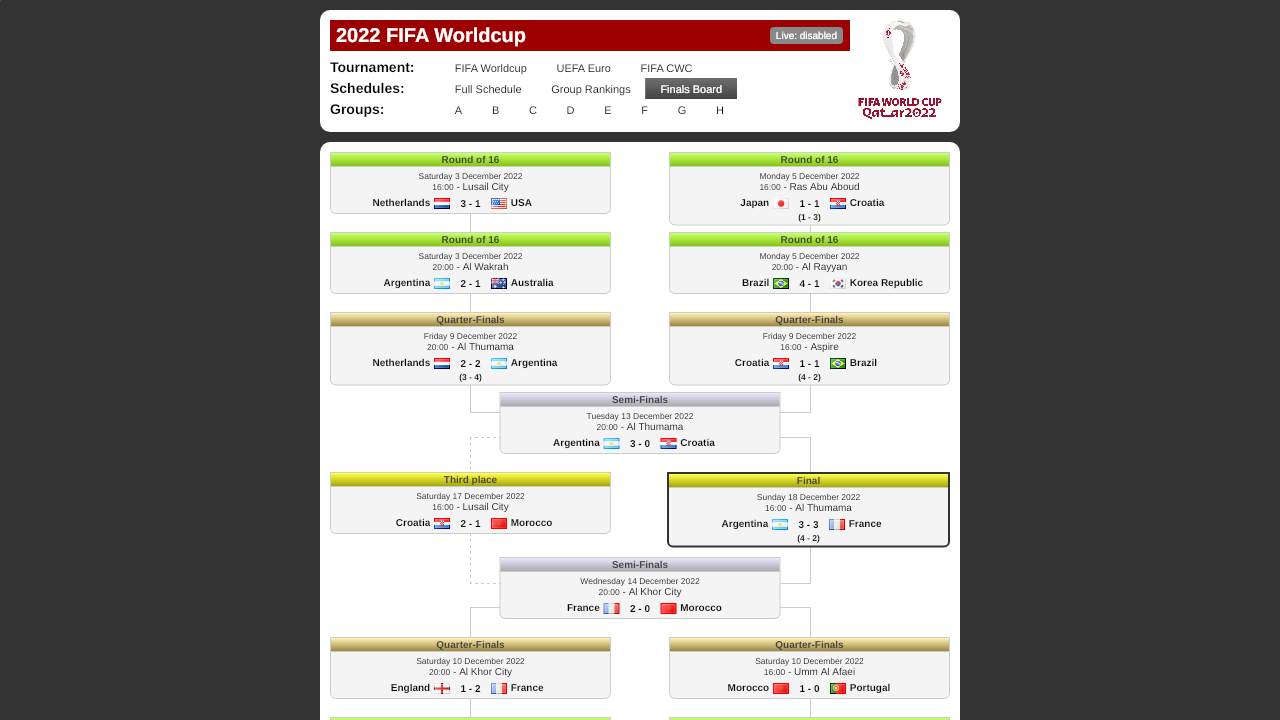 2022 FIFA Worldcup
Live: disabled
FIFA WORLD CUP
Qatar2022
Tournament: FIFA Worldcup UEFA Euro FIFA CWC
Schedules: Full Schedule Group Rankings Finals Board
Groups: A B C D E F G H
Round of 16
Saturday 3 December 2022
16:00 - Lusail City
Netherlands 3 - 1 USA
Round of 16
Monday 5 December 2022
16:00 - Ras Abu Aboud
Japan 1 - 1 Croatia
(1 - 3)
Round of 16
Saturday 3 December 2022
20:00 - Al Wakrah
Argentina 2 - 1 Australia
Round of 16
Monday 5 December 2022
20:00 - Al Rayyan
Brazil 4 - 1 Korea Republic
Quarter-Finals
Friday 9 December 2022
20:00 - Al Thumama
Netherlands 2 - 2 Argentina
(3 - 4)
Quarter-Finals
Friday 9 December 2022
16:00 - Aspire
Croatia 1 - 1 Brazil
(4 - 2)
Semi-Finals
Tuesday 13 December 2022
20:00 - Al Thumama
Argentina 3 - 0 Croatia
Third place
Saturday 17 December 2022
16:00 - Lusail City
Croatia 2 - 1 Morocco
Final
Sunday 18 December 2022
16:00 - Al Thumama
Argentina 3 - 3 France
(4 - 2)
Semi-Finals
Wednesday 14 December 2022
20:00 - Al Khor City
France 2 - 0 Morocco
Quarter-Finals
Saturday 10 December 2022
20:00 - Al Khor City
England 1 - 2 France
Quarter-Finals
Saturday 10 December 2022
16:00 - Umm Al Afaei
Morocco 1 - 0 Portugal